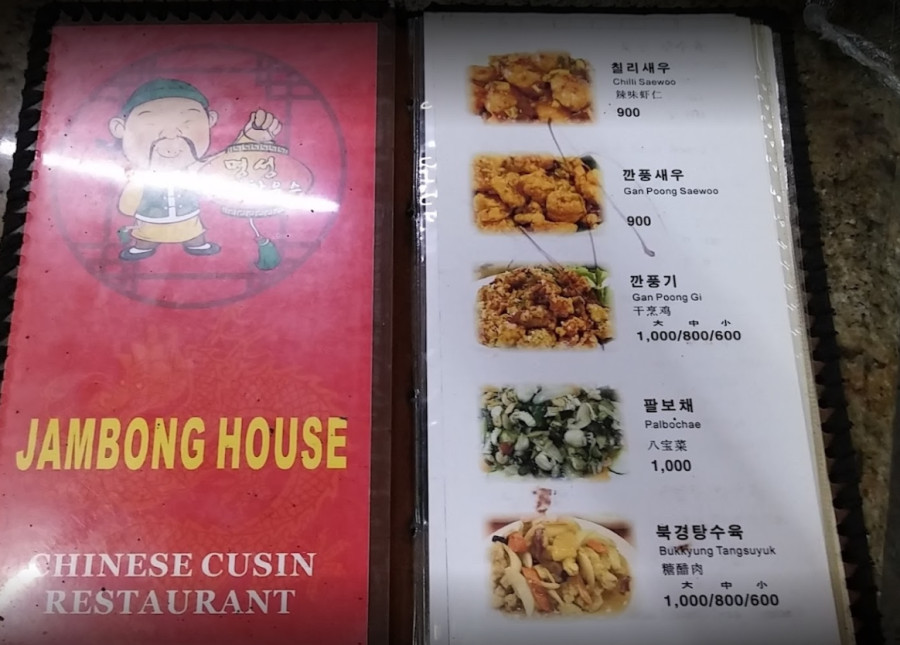 명성
JAMBONG HOUSE
CHINESE CUSIN
RESTAURANT
칠리새우
Chilli Saewoo
辣味虾仁
900
깐풍새우
Gan Poong Saewoo
900
깐풍기
Gan Poong Gi
干烹鸡
大 中 小
1,000/800/600
팔보채
Palbochae
八宝菜
1,000
북경탕수육
Bukkyung Tangsuyuk
糖醋肉
大 中 小
1,000/800/600